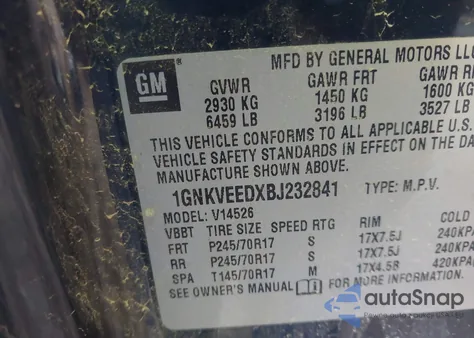 MFD BY GENERAL MOTORS LLC
GM
GVWR GAWR FRT GAWR RR
2930 KG 1450 KG 1600 KG
6459 LB 3196 LB 3527 LB
THIS VEHICLE CONFORMS TO ALL APPLICABLE U.S.
VEHICLE SAFETY STANDARDS IN EFFECT ON THE
MANUFACTURE SHOWN ABOVE.
1GNKVEEDXBJ232841 TYPE: M.P.V.
MODEL: V14526
VBBT TIRE SIZE SPEED RTG RIM COLD
FRT P245/70R17 S 17X7.5J 240KPA
RR P245/70R17 S 17X7.5J 240KPA
SPA T145/70R17 M 17X4.5B 420KPA
SEE OWNER'S MANUAL FOR MORE INFORMATION.
autoSnap